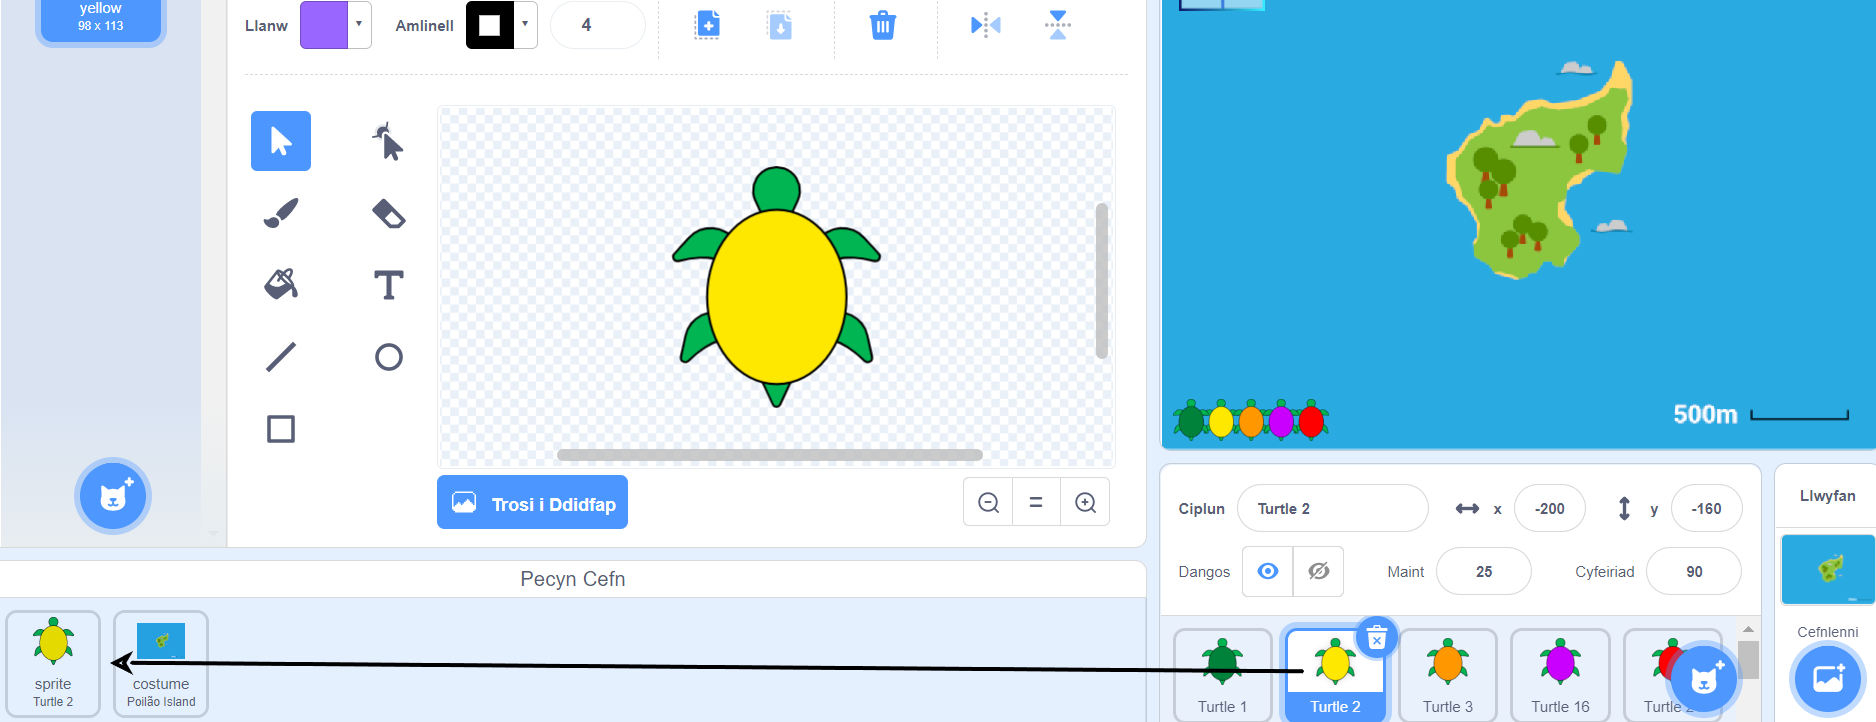 yellow
98 x 113
Llanw
Amlinell
4
500m
Trosi i Ddidfap
Ciplun
Turtle 2
x
-200
y
-160
Llwyfan
Dangos
Maint
25
Cyfeiriad
90
Pecyn Cefn
sprite
Turtle 2
costume
Poilão Island
Turtle 1
Turtle 2
Turtle 3
Turtle 16
Turtle
Cefnlenni